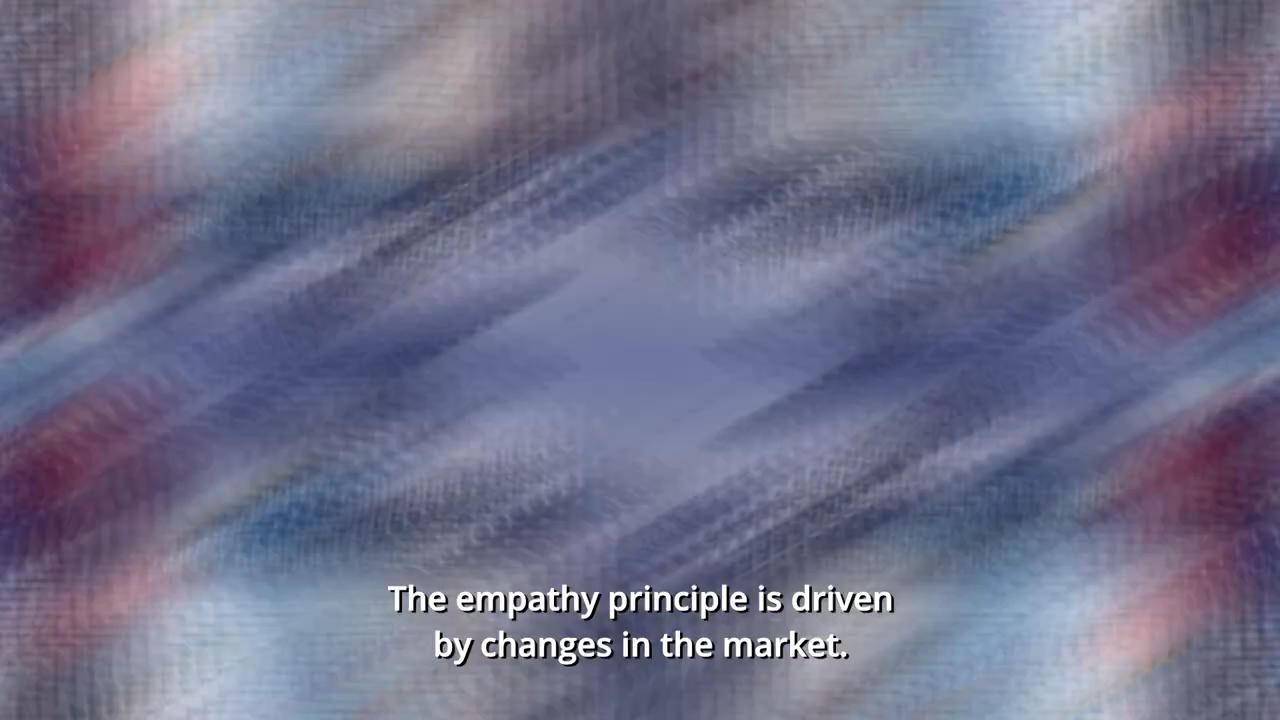 The empathy principle is driven
by changes in the market.